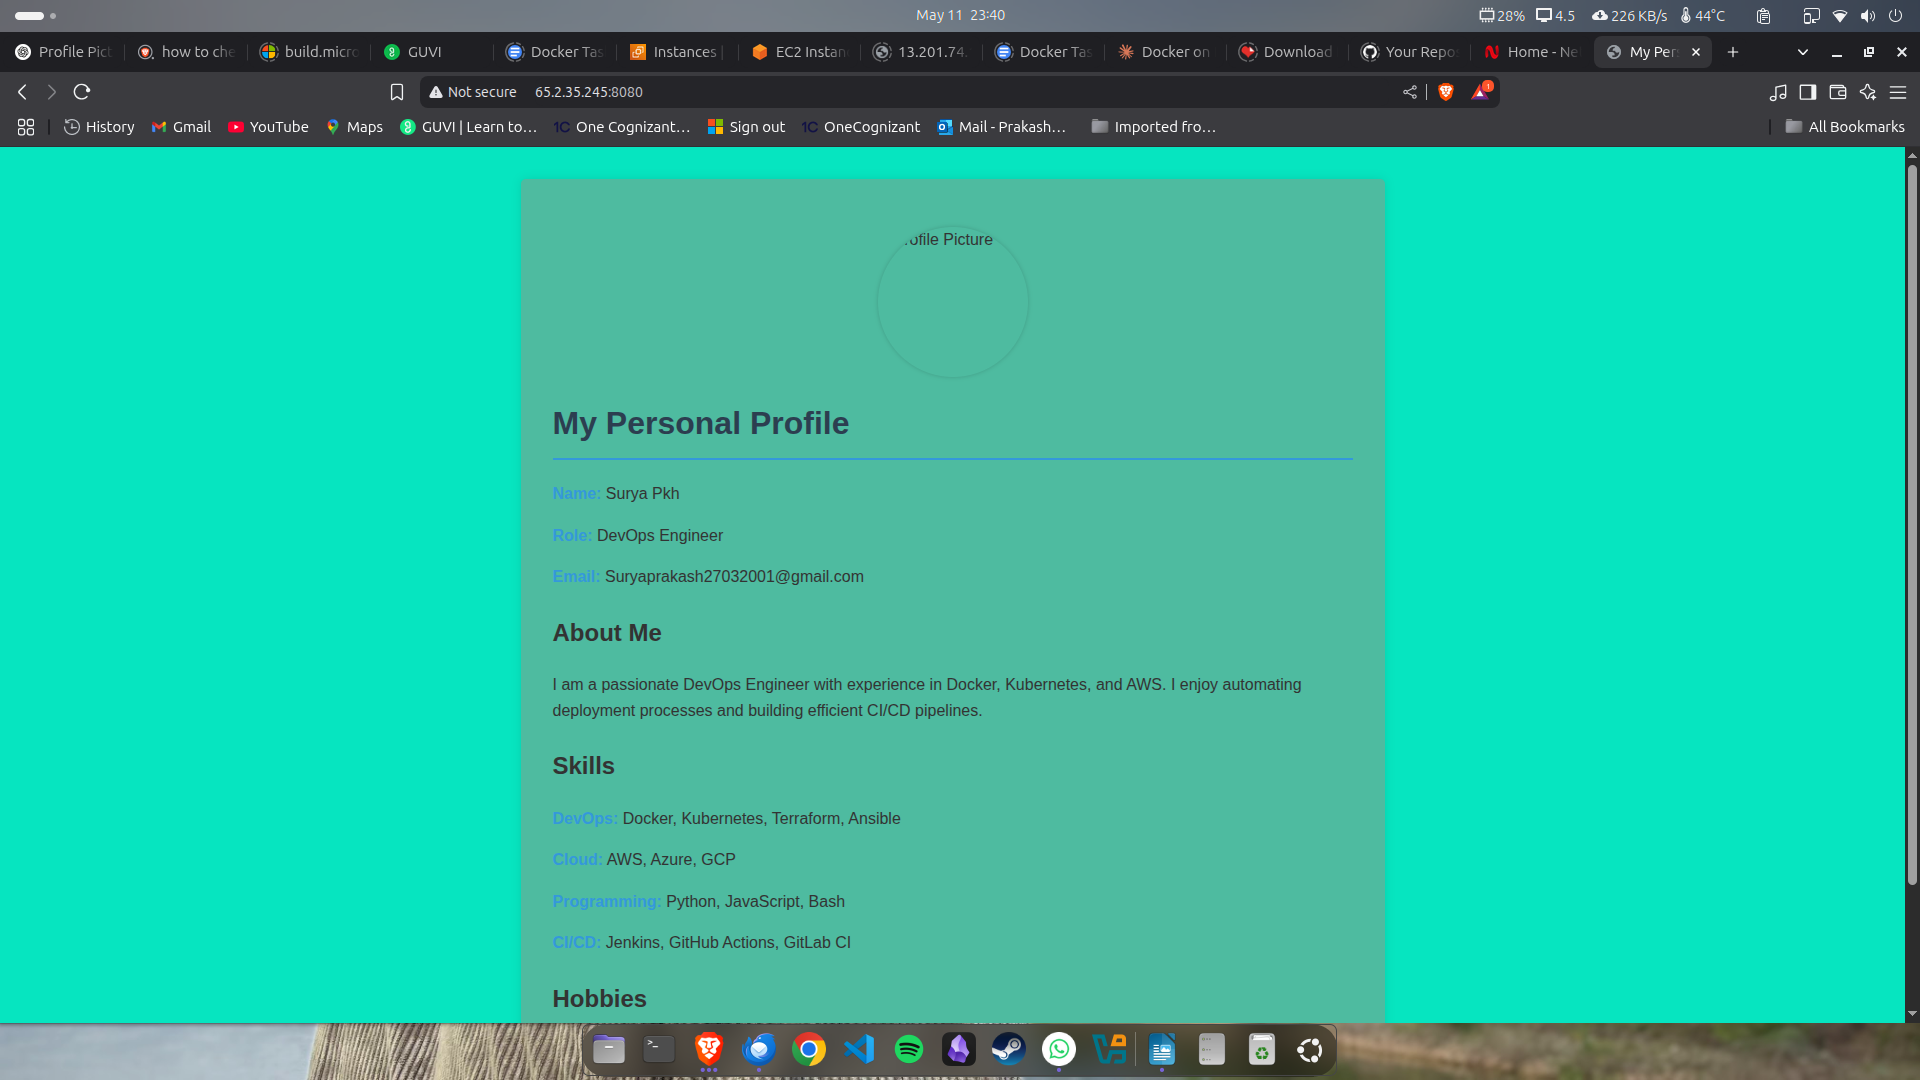 May 11 23:40
28% 4.5 226 KB/s 44°C
Profile Pict how to che build.micro GUVI Docker Tas Instances | EC2 Instan 13.201.74. Docker Tas Docker on Download Your Repos Home - Ne My Pers
Not secure 65.2.35.245:8080 1
History Gmail YouTube Maps GUVI | Learn to... 1C One Cognizant... Sign out 1C OneCognizant Mail - Prakash... Imported fro... All Bookmarks
rofile Picture
My Personal Profile
Name: Surya Pkh
Role: DevOps Engineer
Email: Suryaprakash27032001@gmail.com
About Me
I am a passionate DevOps Engineer with experience in Docker, Kubernetes, and AWS. I enjoy automating
deployment processes and building efficient CI/CD pipelines.
Skills
DevOps: Docker, Kubernetes, Terraform, Ansible
Cloud: AWS, Azure, GCP
Programming: Python, JavaScript, Bash
CI/CD: Jenkins, GitHub Actions, GitLab CI
Hobbies